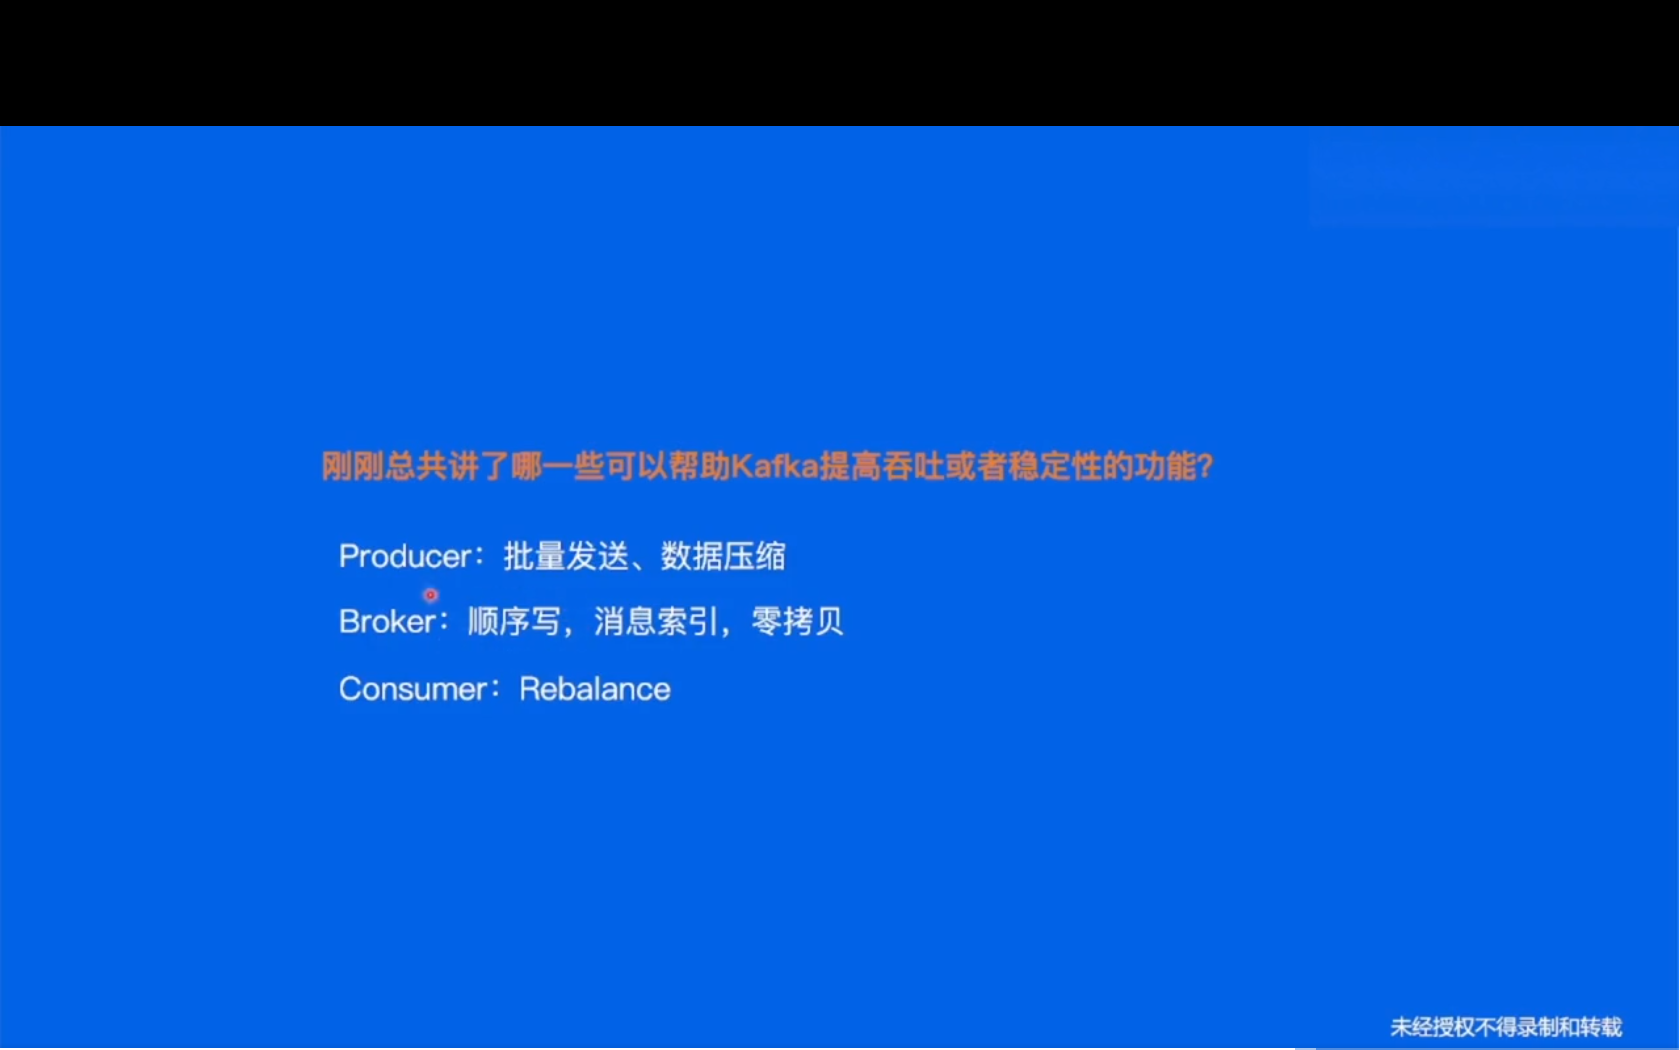 刚刚总共讲了哪一些可以帮助Kafka提高吞吐或者稳定性的功能?
Producer：批量发送、数据压缩
Broker：顺序写，消息索引，零拷贝
Consumer：Rebalance
未经授权不得录制和转载